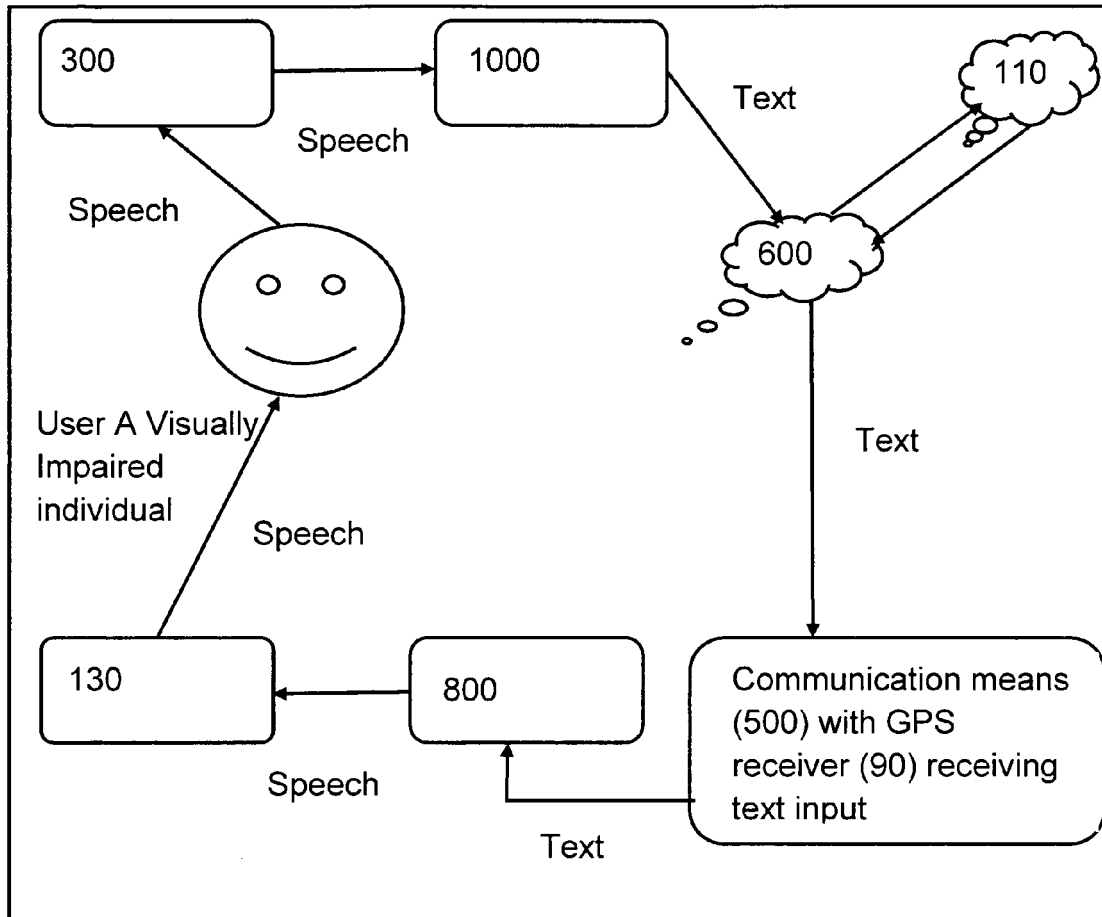 300
1000
110
Text
Speech
Speech
600
User A Visually
Impaired
individual
Text
Speech
130
800
Communication means
(500) with GPS
receiver (90) receiving
text input
Speech
Text